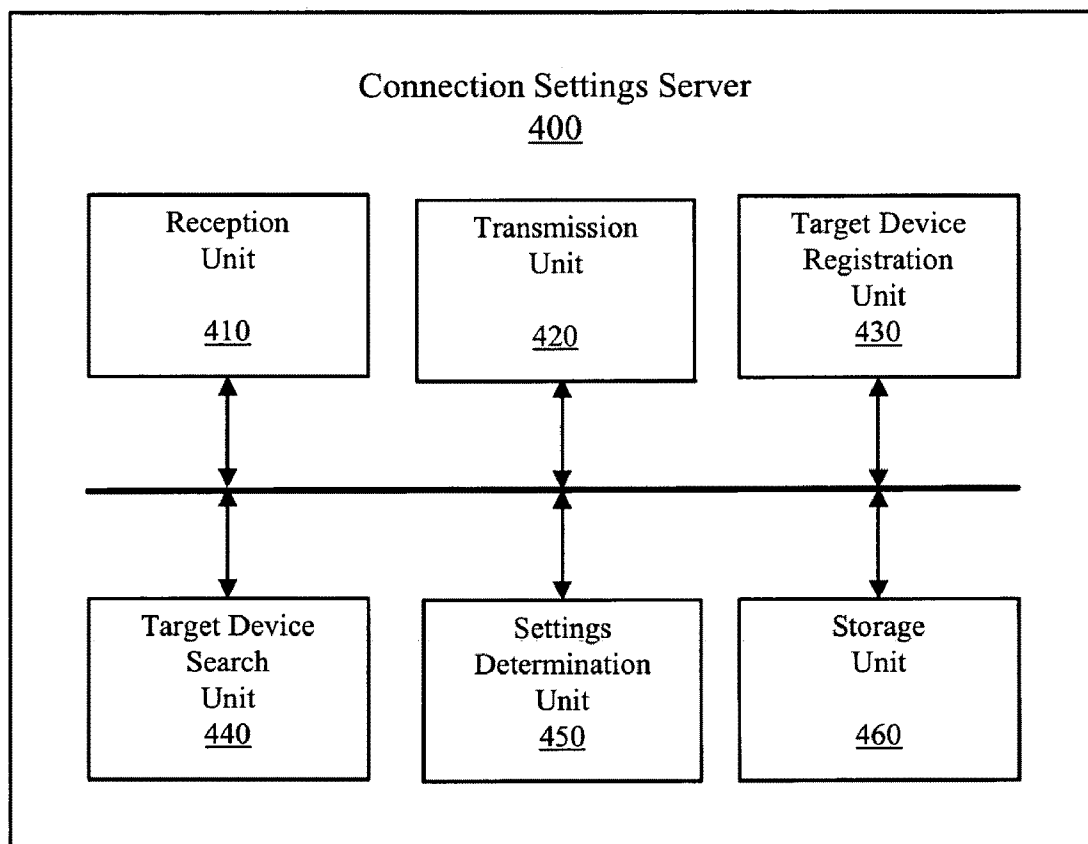 Connection Settings Server
400
Reception
Unit
410
Transmission
Unit
420
Target Device
Registration
Unit
430
Target Device
Search
Unit
440
Settings
Determination
Unit
450
Storage
Unit
460